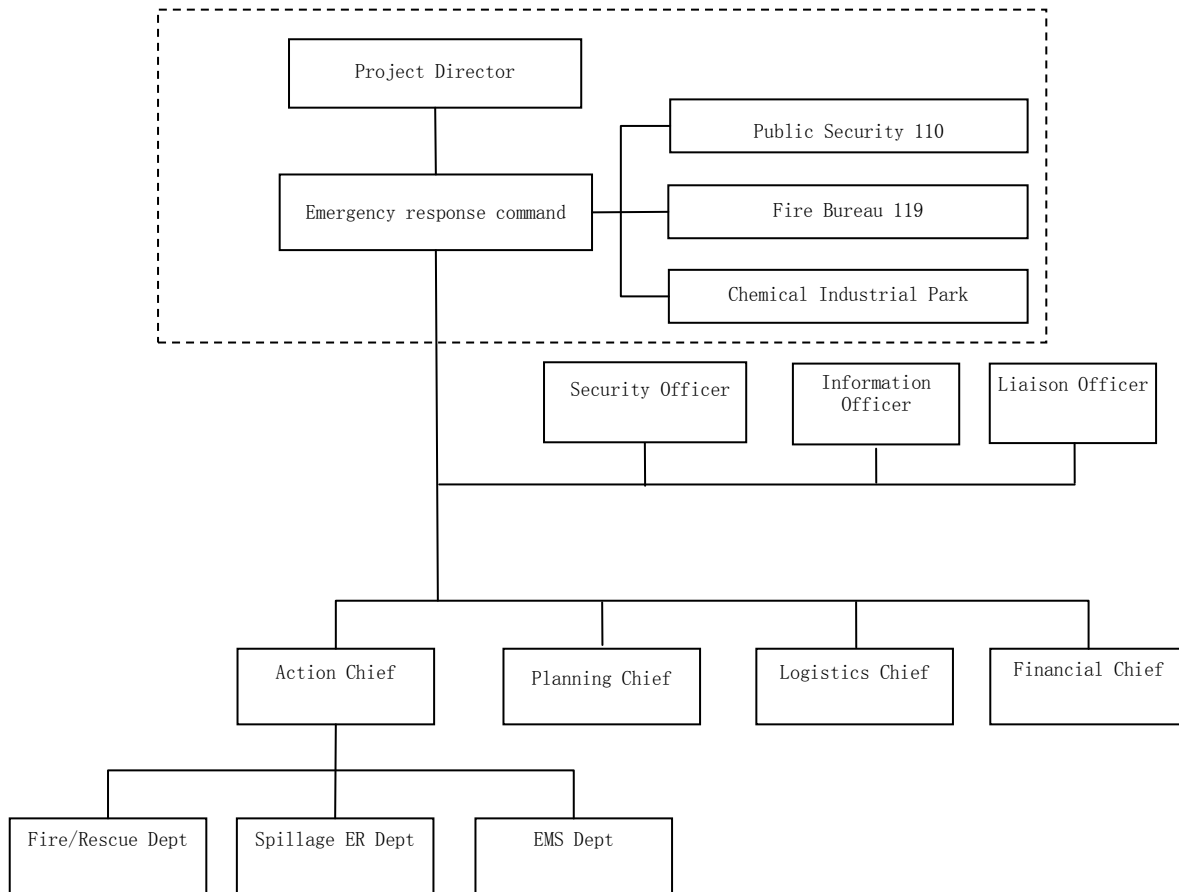 Project Director
Public Security 110
Emergency response command
Fire Bureau 119
Chemical Industrial Park
Security Officer
Information
Officer
Liaison Officer
Action Chief
Planning Chief
Logistics Chief
Financial Chief
Fire/Rescue Dept
Spillage ER Dept
EMS Dept